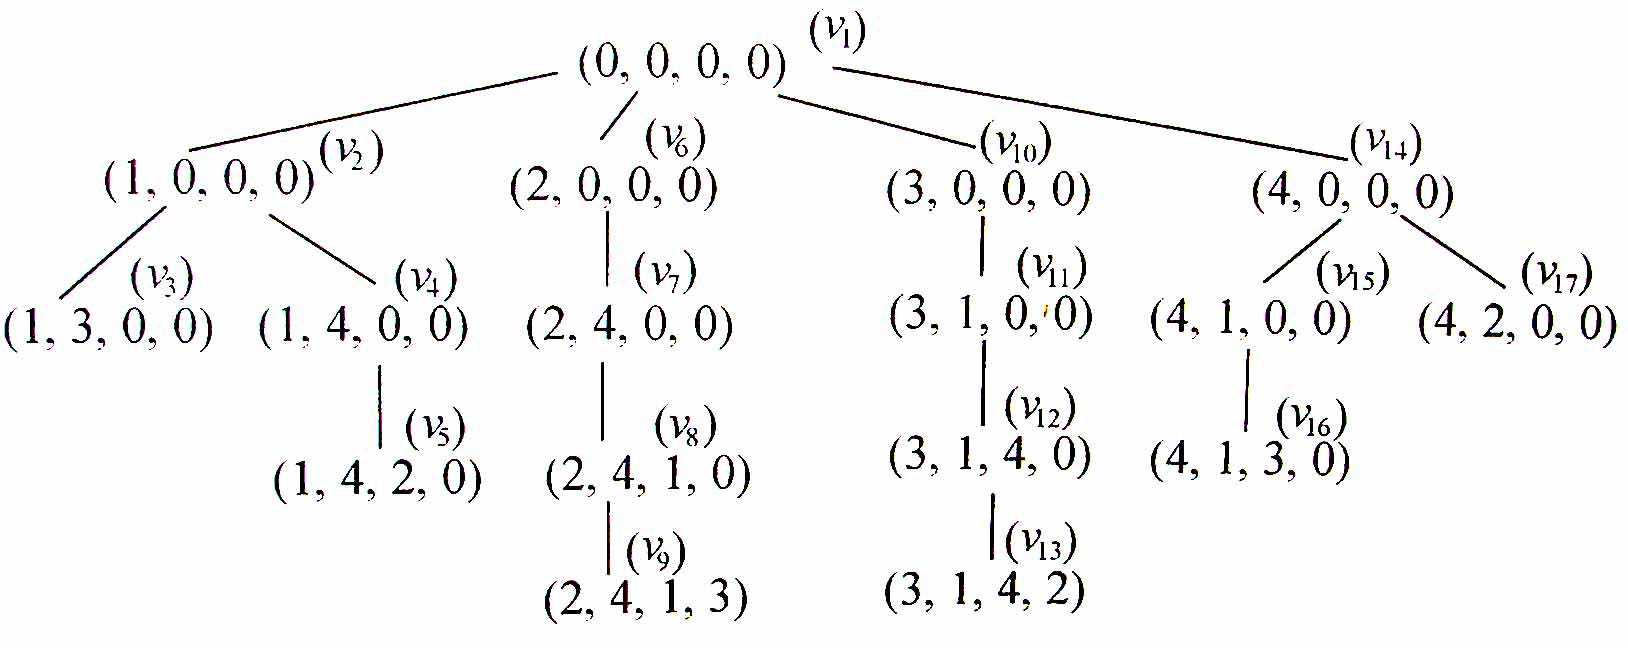 (v1)
(0, 0, 0, 0)
(v2) (v6) (v10) (v14)
(1, 0, 0, 0) (2, 0, 0, 0) (3, 0, 0, 0) (4, 0, 0, 0)
(v3) (v4) (v7) (v11) (v15) (v17)
(1, 3, 0, 0) (1, 4, 0, 0) (2, 4, 0, 0) (3, 1, 0, 0) (4, 1, 0, 0) (4, 2, 0, 0)
(v5) (v8) (v12) (v16)
(1, 4, 2, 0) (2, 4, 1, 0) (3, 1, 4, 0) (4, 1, 3, 0)
(v9) (v13)
(2, 4, 1, 3) (3, 1, 4, 2)